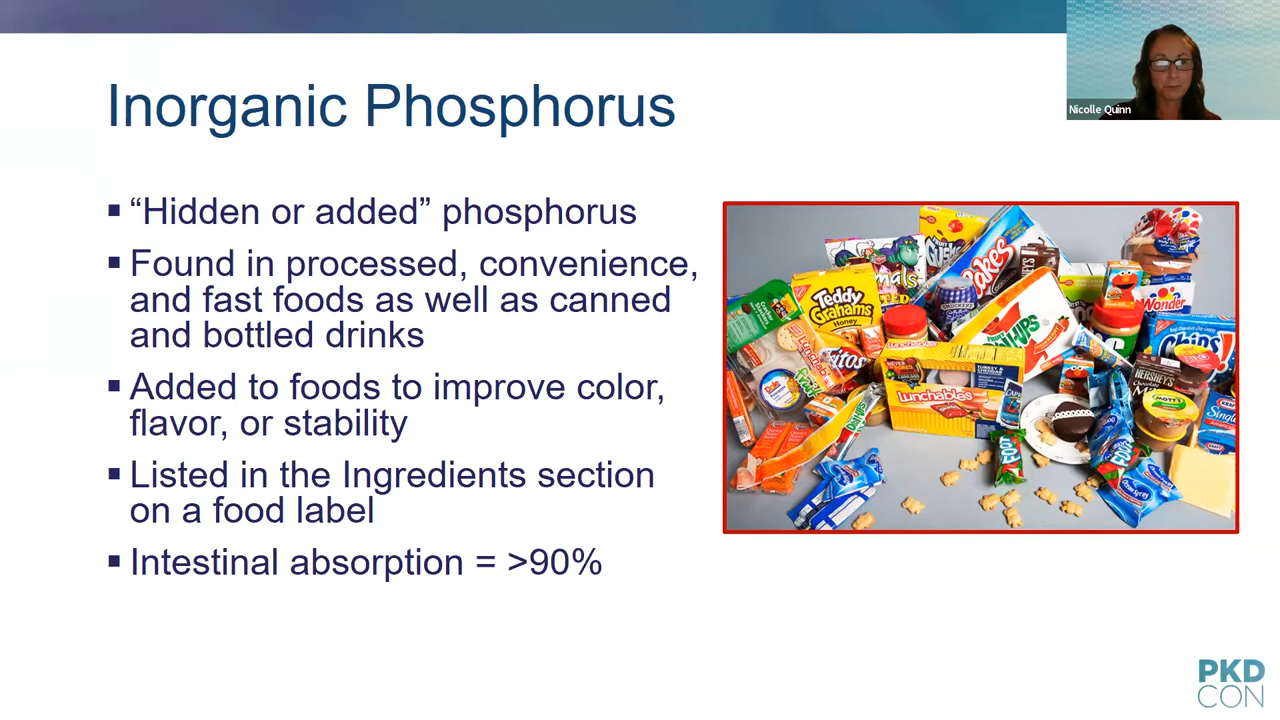 Inorganic Phosphorus
Nicolle Quinn
▪ “Hidden or added” phosphorus
▪ Found in processed, convenience,
and fast foods as well as canned
and bottled drinks
▪ Added to foods to improve color,
flavor, or stability
▪ Listed in the Ingredients section
on a food label
▪ Intestinal absorption = >90%
Teddy
Grahams
Honey
Lunchables
Wonder
Chips
HERSHEY'S
MOTT'S
PKD
CON